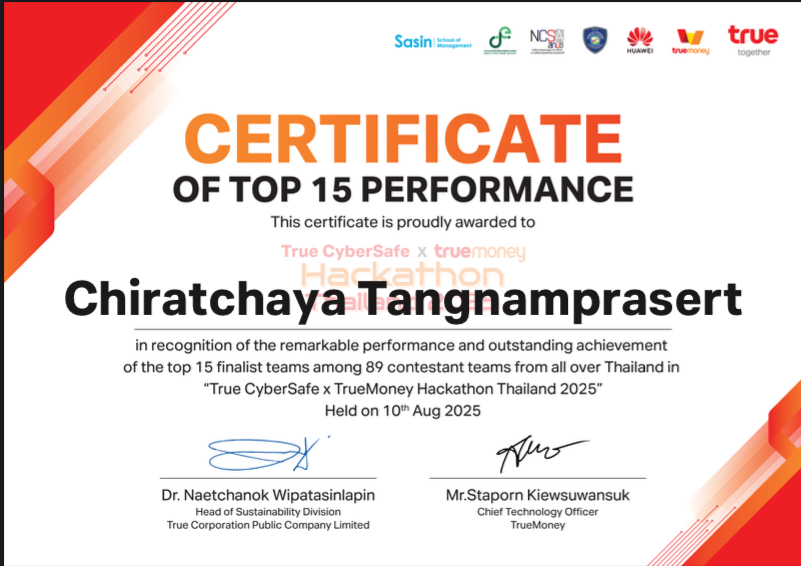 Sasin School of Management
NCSA
HUAWEI
truemoney
true
together
CERTIFICATE
OF TOP 15 PERFORMANCE
This certificate is proudly awarded to
True CyberSafe x truemoney
Hackathon
Thailand 2025
Chiratchaya Tangnamprasert
in recognition of the remarkable performance and outstanding achievement
of the top 15 finalist teams among 89 contestant teams from all over Thailand in
“True CyberSafe x TrueMoney Hackathon Thailand 2025”
Held on 10th Aug 2025
Dr. Naetchanok Wipatasinlapin
Head of Sustainability Division
True Corporation Public Company Limited
Mr.Staporn Kiewsuwansuk
Chief Technology Officer
TrueMoney